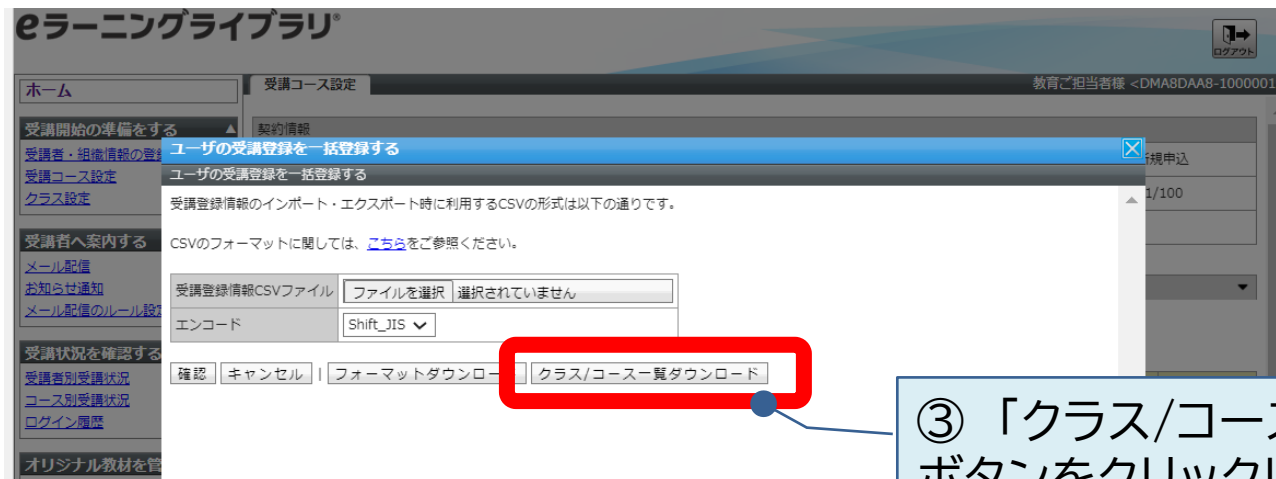 eラーニングライブラリ®
ログアウト
ホーム
受講コース設定
教育ご担当者様 <DMA8DAA8-1000001
受講開始の準備をする ▲
契約情報
受講者・組織情報の登
ユーザの受講登録を一括登録する
新規申込
受講コース設定
ユーザの受講登録を一括登録する
クラス設定
受講登録情報のインポート・エクスポート時に利用するCSVの形式は以下の通りです。
1/100
受講者へ案内する
CSVのフォーマットに関しては、こちらをご参照ください。
メール配信
お知らせ通知
受講登録情報CSVファイル ファイルを選択 選択されていません
メール配信のルール設
エンコード Shift_JIS
受講状況を確認する
確認 キャンセル | フォーマットダウンロー クラス/コース一覧ダウンロード
受講者別受講状況
コース別受講状況
ログイン履歴
③「クラス/コース
オリジナル教材を管
ボタンをクリック